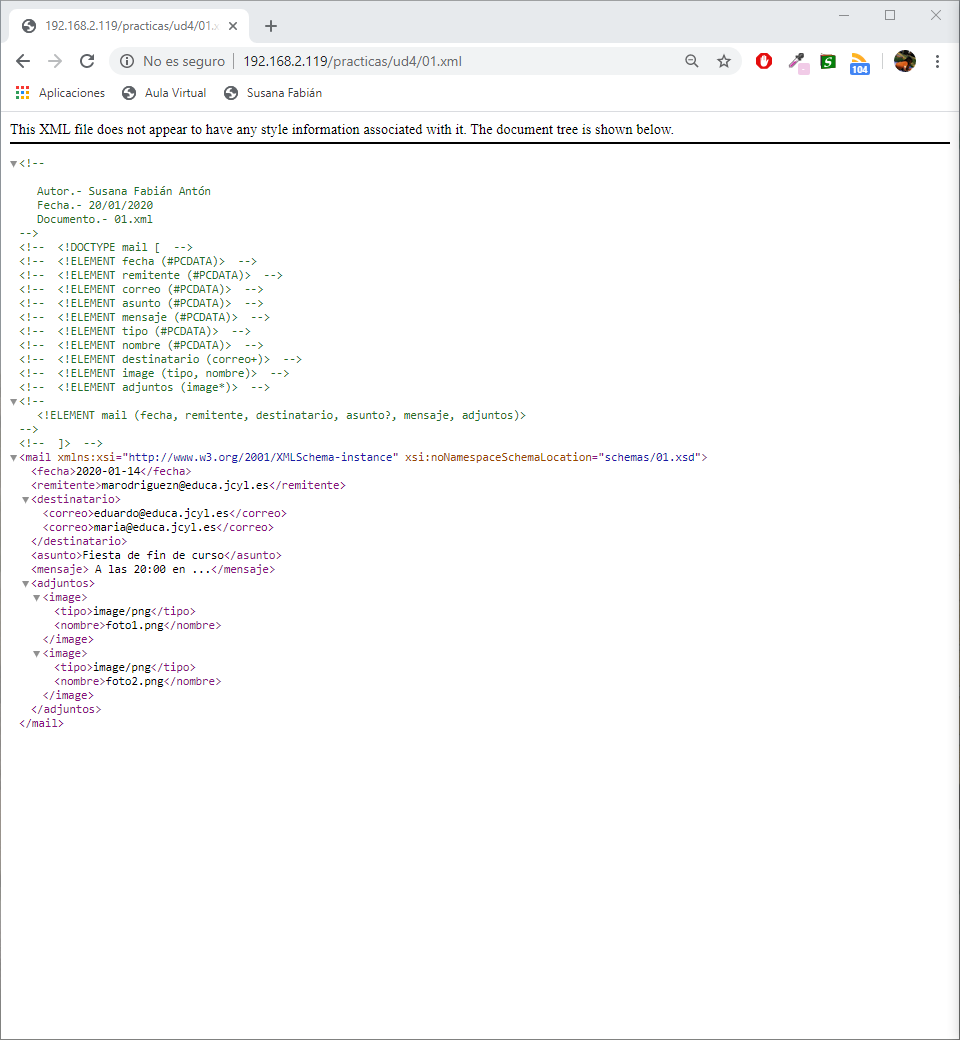 192.168.2.119/practicas/ud4/01.x
No es seguro | 192.168.2.119/practicas/ud4/01.xml
104
Aplicaciones Aula Virtual Susana Fabián
This XML file does not appear to have any style information associated with it. The document tree is shown below.
<!--
Autor.- Susana Fabián Antón
Fecha.- 20/01/2020
Documento.- 01.xml
-->
<!--  <!DOCTYPE mail [  -->
<!--  <!ELEMENT fecha (#PCDATA)>  -->
<!--  <!ELEMENT remitente (#PCDATA)>  -->
<!--  <!ELEMENT correo (#PCDATA)>  -->
<!--  <!ELEMENT asunto (#PCDATA)>  -->
<!--  <!ELEMENT mensaje (#PCDATA)>  -->
<!--  <!ELEMENT tipo (#PCDATA)>  -->
<!--  <!ELEMENT nombre (#PCDATA)>  -->
<!--  <!ELEMENT destinatario (correo+)>  -->
<!--  <!ELEMENT image (tipo, nombre)>  -->
<!--  <!ELEMENT adjuntos (image*)>  -->
<!--
<!ELEMENT mail (fecha, remitente, destinatario, asunto?, mensaje, adjuntos)>
-->
<!--  ]>  -->
<mail xmlns:xsi="http://www.w3.org/2001/XMLSchema-instance" xsi:noNamespaceSchemaLocation="schemas/01.xsd">
<fecha>2020-01-14</fecha>
<remitente>marodriguezn@educa.jcyl.es</remitente>
<destinatario>
<correo>eduardo@educa.jcyl.es</correo>
<correo>maria@educa.jcyl.es</correo>
</destinatario>
<asunto>Fiesta de fin de curso</asunto>
<mensaje> A las 20:00 en ...</mensaje>
<adjuntos>
<image>
<tipo>image/png</tipo>
<nombre>foto1.png</nombre>
</image>
<image>
<tipo>image/png</tipo>
<nombre>foto2.png</nombre>
</image>
</adjuntos>
</mail>